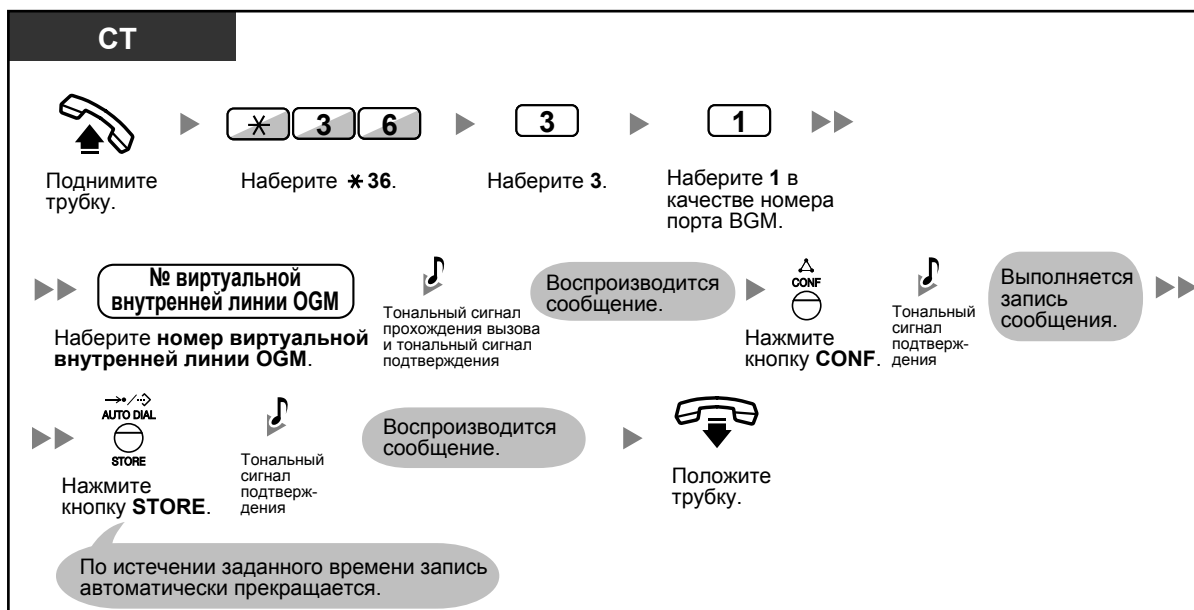 СТ
✳ 3 6
3
1
Поднимите
трубку.
Наберите ✳36.
Наберите 3.
Наберите 1 в
качестве номера
порта BGM.
№ виртуальной
внутренней линии OGM
Наберите номер виртуальной
внутренней линии OGM.
Тональный сигнал
прохождения вызова
и тональный сигнал
подтверждения
Воспроизводится
сообщение.
CONF
Нажмите
кнопку CONF.
Тональный
сигнал
подтверж-
дения
Выполняется
запись
сообщения.
AUTO DIAL
STORE
Нажмите
кнопку STORE.
Тональный
сигнал
подтверж-
дения
Воспроизводится
сообщение.
Положите
трубку.
По истечении заданного времени запись
автоматически прекращается.